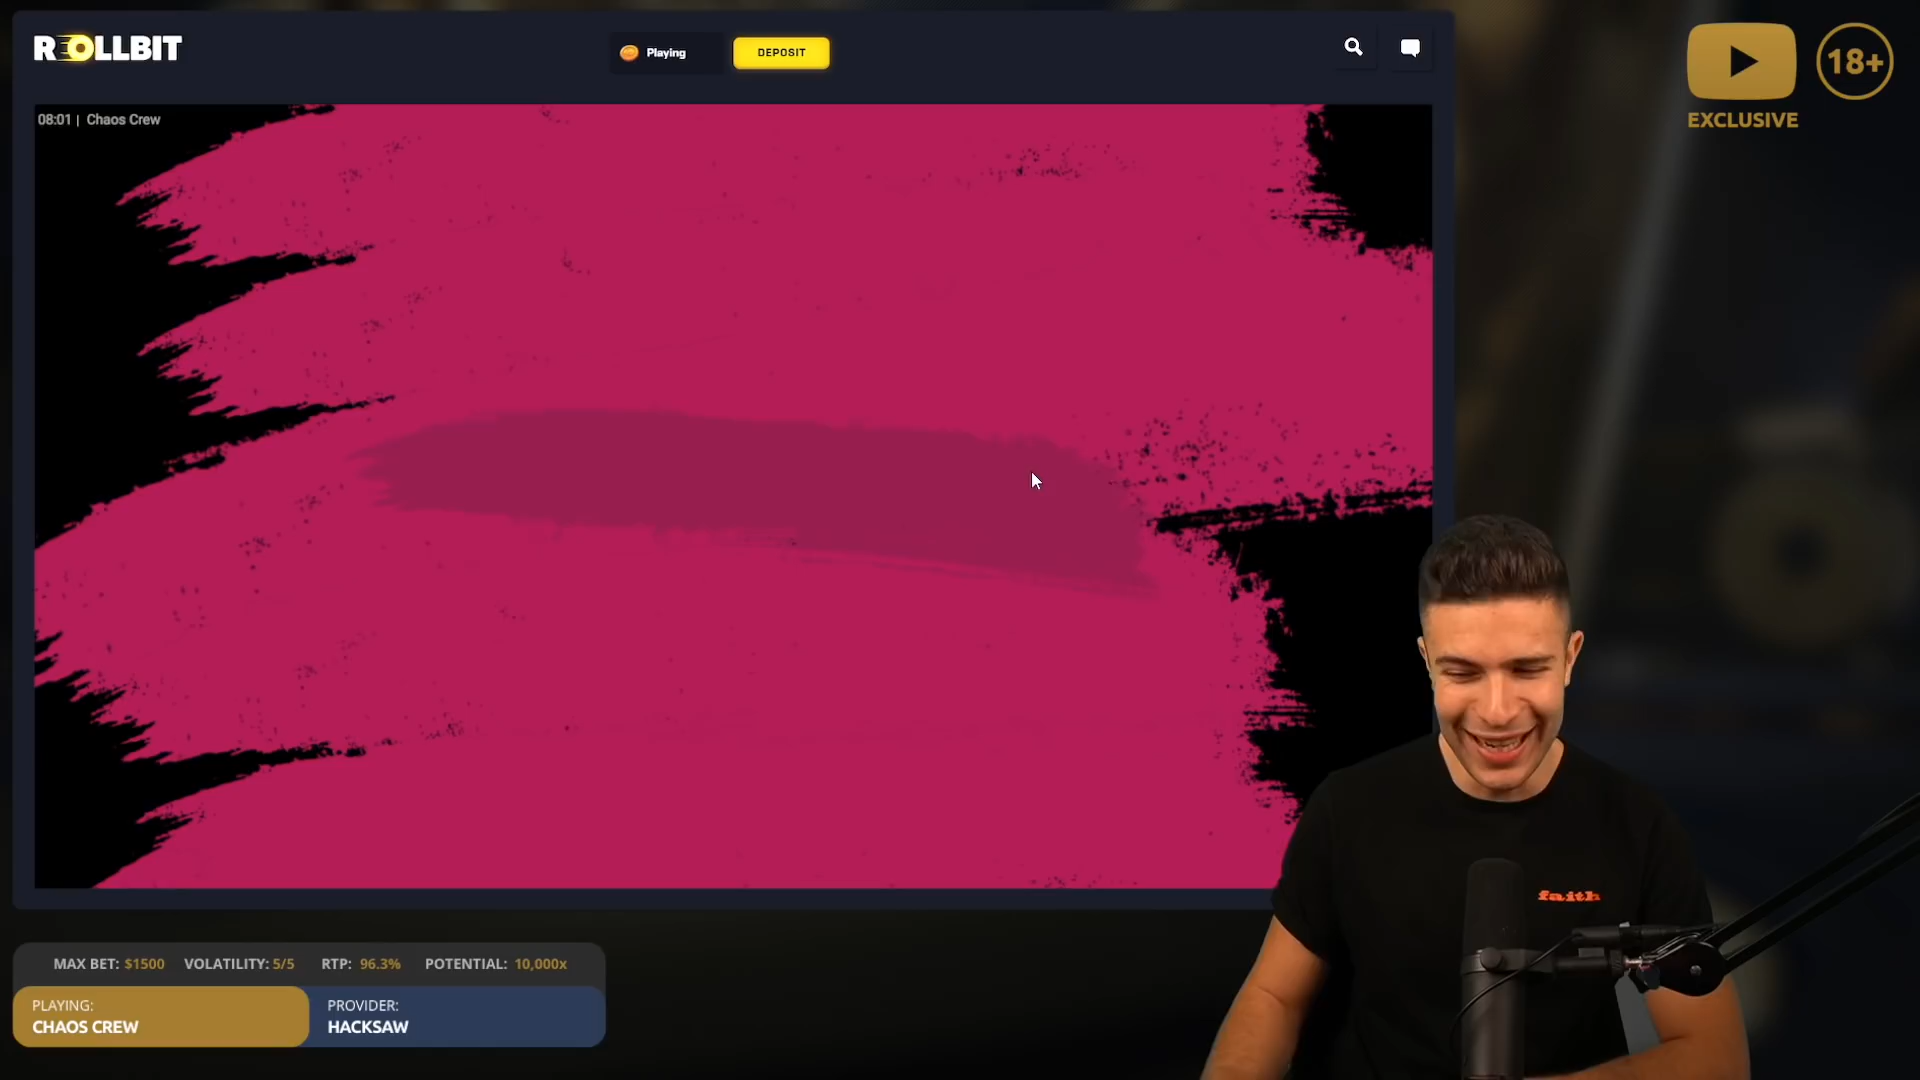 ROLLBIT
Playing
DEPOSIT
18+
EXCLUSIVE
08:01 | Chaos Crew
faith
MAX BET: $1500 VOLATILITY: 5/5 RTP: 96.3% POTENTIAL: 10,000x
PLAYING:
CHAOS CREW
PROVIDER:
HACKSAW